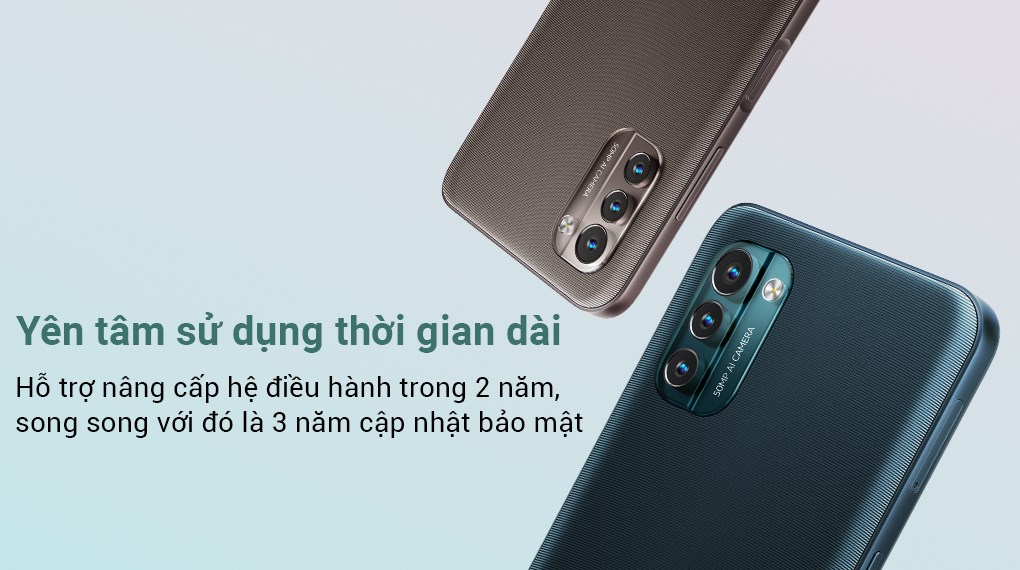 50MP AI CAMERA
50MP AI CAMERA
Yên tâm sử dụng thời gian dài
Hỗ trợ nâng cấp hệ điều hành trong 2 năm,
song song với đó là 3 năm cập nhật bảo mật